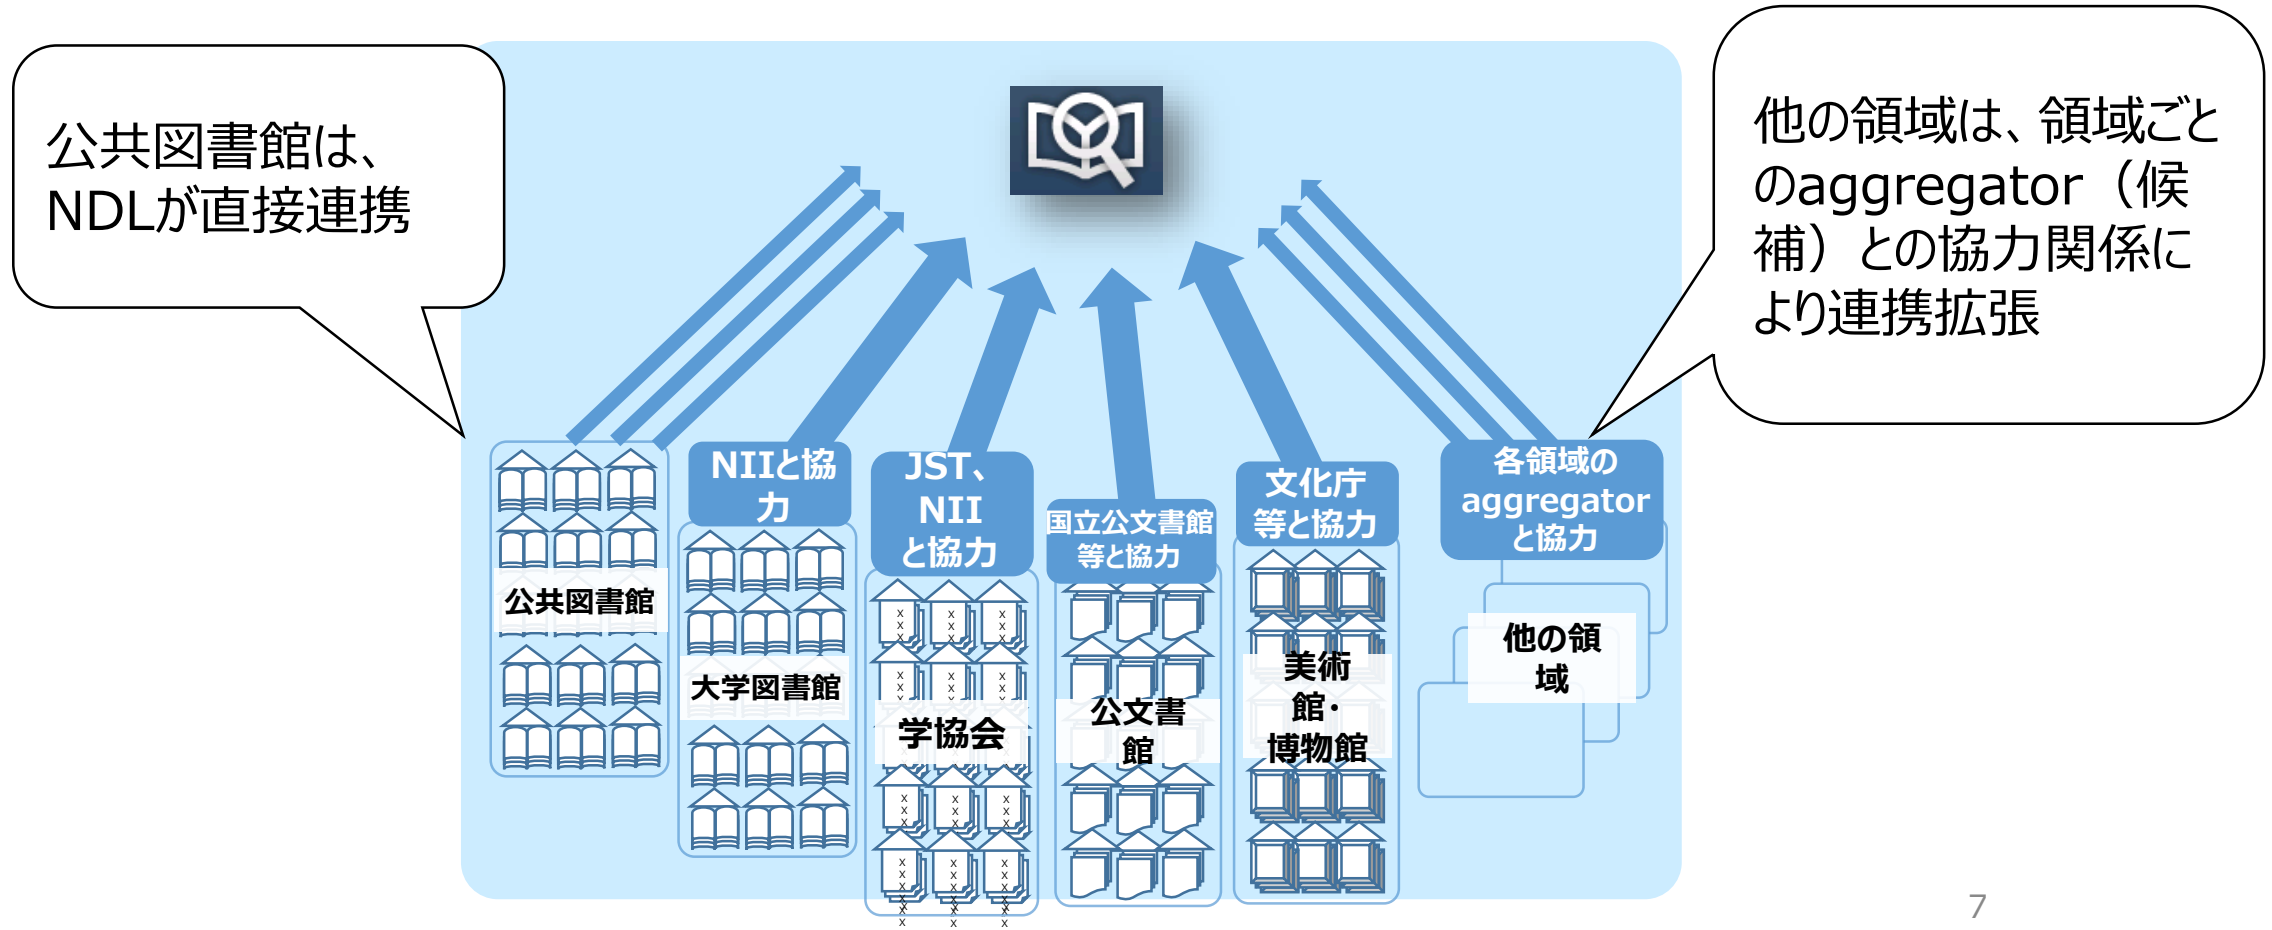 公共図書館は、
NDLが直接連携
他の領域は、領域ごと
のaggregator（候
補）との協力関係に
より連携拡張
NIIと協
力
JST、
NII
と協力
国立公文書館
等と協力
文化庁
等と協力
各領域の
aggregator
と協力
公共図書館
大学図書館
学協会
公文書
館
美術
館・
博物館
他の領
域
7